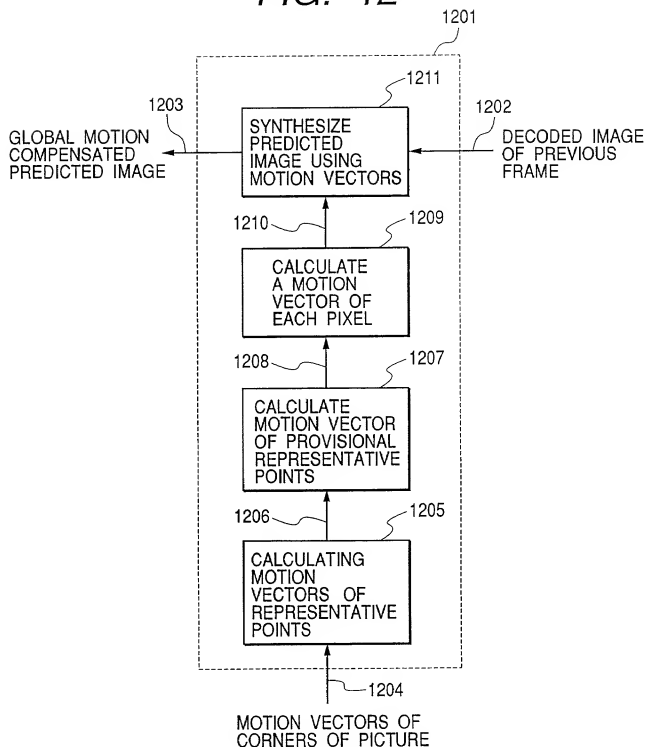 FIG. 12
1201
1211
1203
1202
GLOBAL MOTION
COMPENSATED
PREDICTED IMAGE
SYNTHESIZE
PREDICTED
IMAGE USING
MOTION VECTORS
DECODED IMAGE
OF PREVIOUS
FRAME
1210
1209
CALCULATE
A MOTION
VECTOR OF
EACH PIXEL
1208
1207
CALCULATE
MOTION VECTOR
OF PROVISIONAL
REPRESENTATIVE
POINTS
1206
1205
CALCULATING
MOTION
VECTORS OF
REPRESENTATIVE
POINTS
1204
MOTION VECTORS OF
CORNERS OF PICTURE